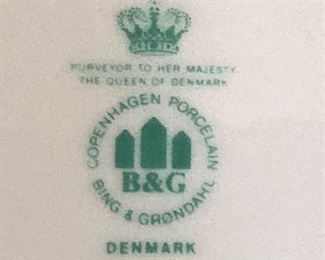 PURVEYOR TO HER MAJESTY
THE QUEEN OF DENMARK
COPENHAGEN PORCELAIN
B&G
BING & GRØNDAHL
DENMARK